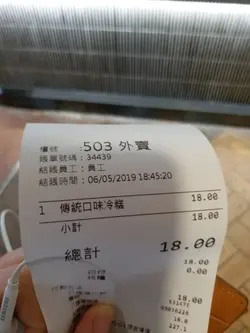 檯號 : 503 外賣
賬單號碼 : 34439
結賬員工 : 員工
結賬時間 : 06/05/2019 18:45:20
18.00
1 傳統口味冷糕
小計 18.00
總計 18.00
18.00
0.00
18.00